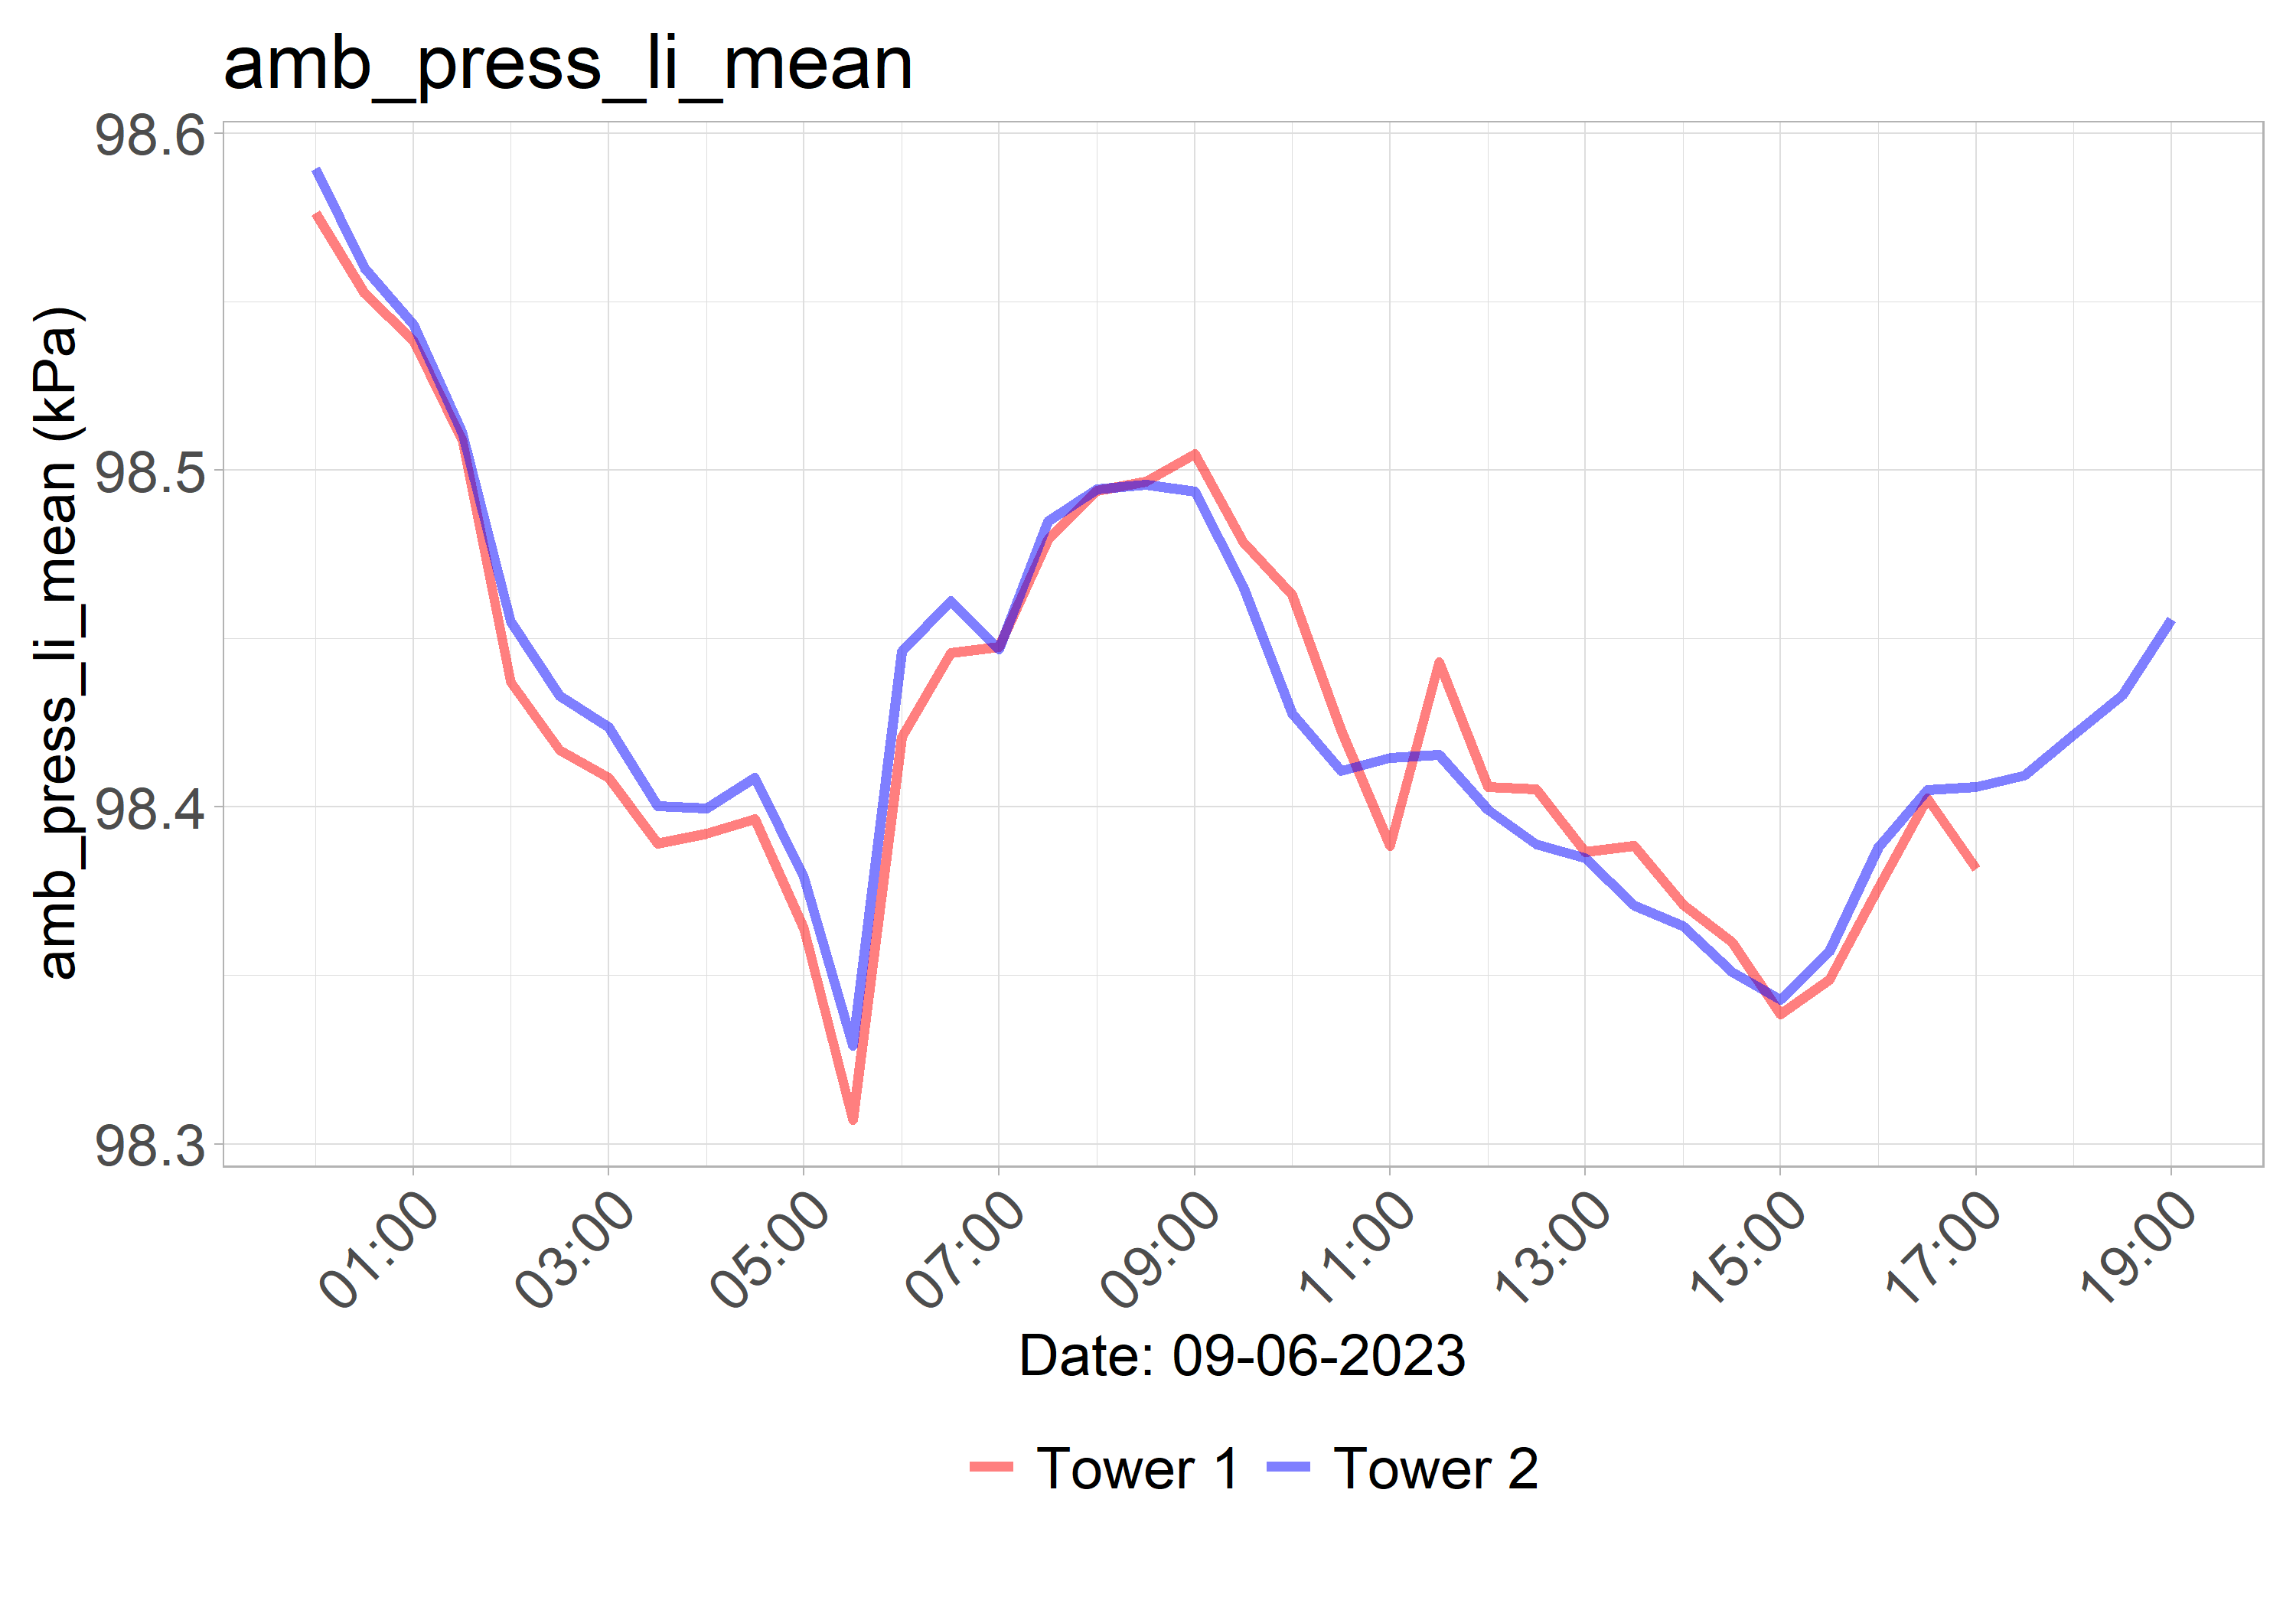 amb_press_li_mean
amb_press_li_mean (kPa)
98.6
98.5
98.4
98.3
01:00 03:00 05:00 07:00 09:00 11:00 13:00 15:00 17:00 19:00
Date: 09-06-2023
Tower 1 Tower 2